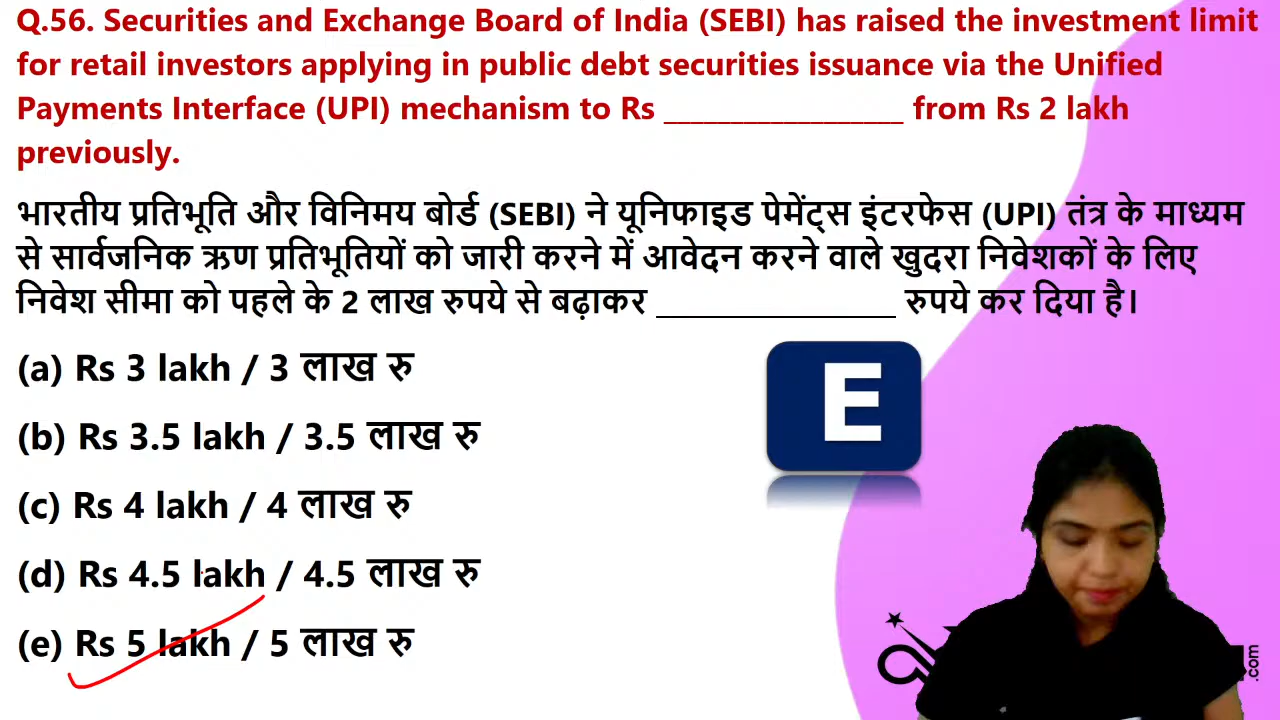 Q.56. Securities and Exchange Board of India (SEBI) has raised the investment limit
for retail investors applying in public debt securities issuance via the Unified
Payments Interface (UPI) mechanism to Rs __________________ from Rs 2 lakh
previously.
भारतीय प्रतिभूति और विनिमय बोर्ड (SEBI) ने यूनिफाइड पेमेंट्स इंटरफेस (UPI) तंत्र के माध्यम
से सार्वजनिक ऋण प्रतिभूतियों को जारी करने में आवेदन करने वाले खुदरा निवेशकों के लिए
निवेश सीमा को पहले के 2 लाख रुपये से बढ़ाकर __________________ रुपये कर दिया है।
(a) Rs 3 lakh / 3 लाख रु
(b) Rs 3.5 lakh / 3.5 लाख रु
(c) Rs 4 lakh / 4 लाख रु
(d) Rs 4.5 lakh / 4.5 लाख रु
(e) Rs 5 lakh / 5 लाख रु
E
.com